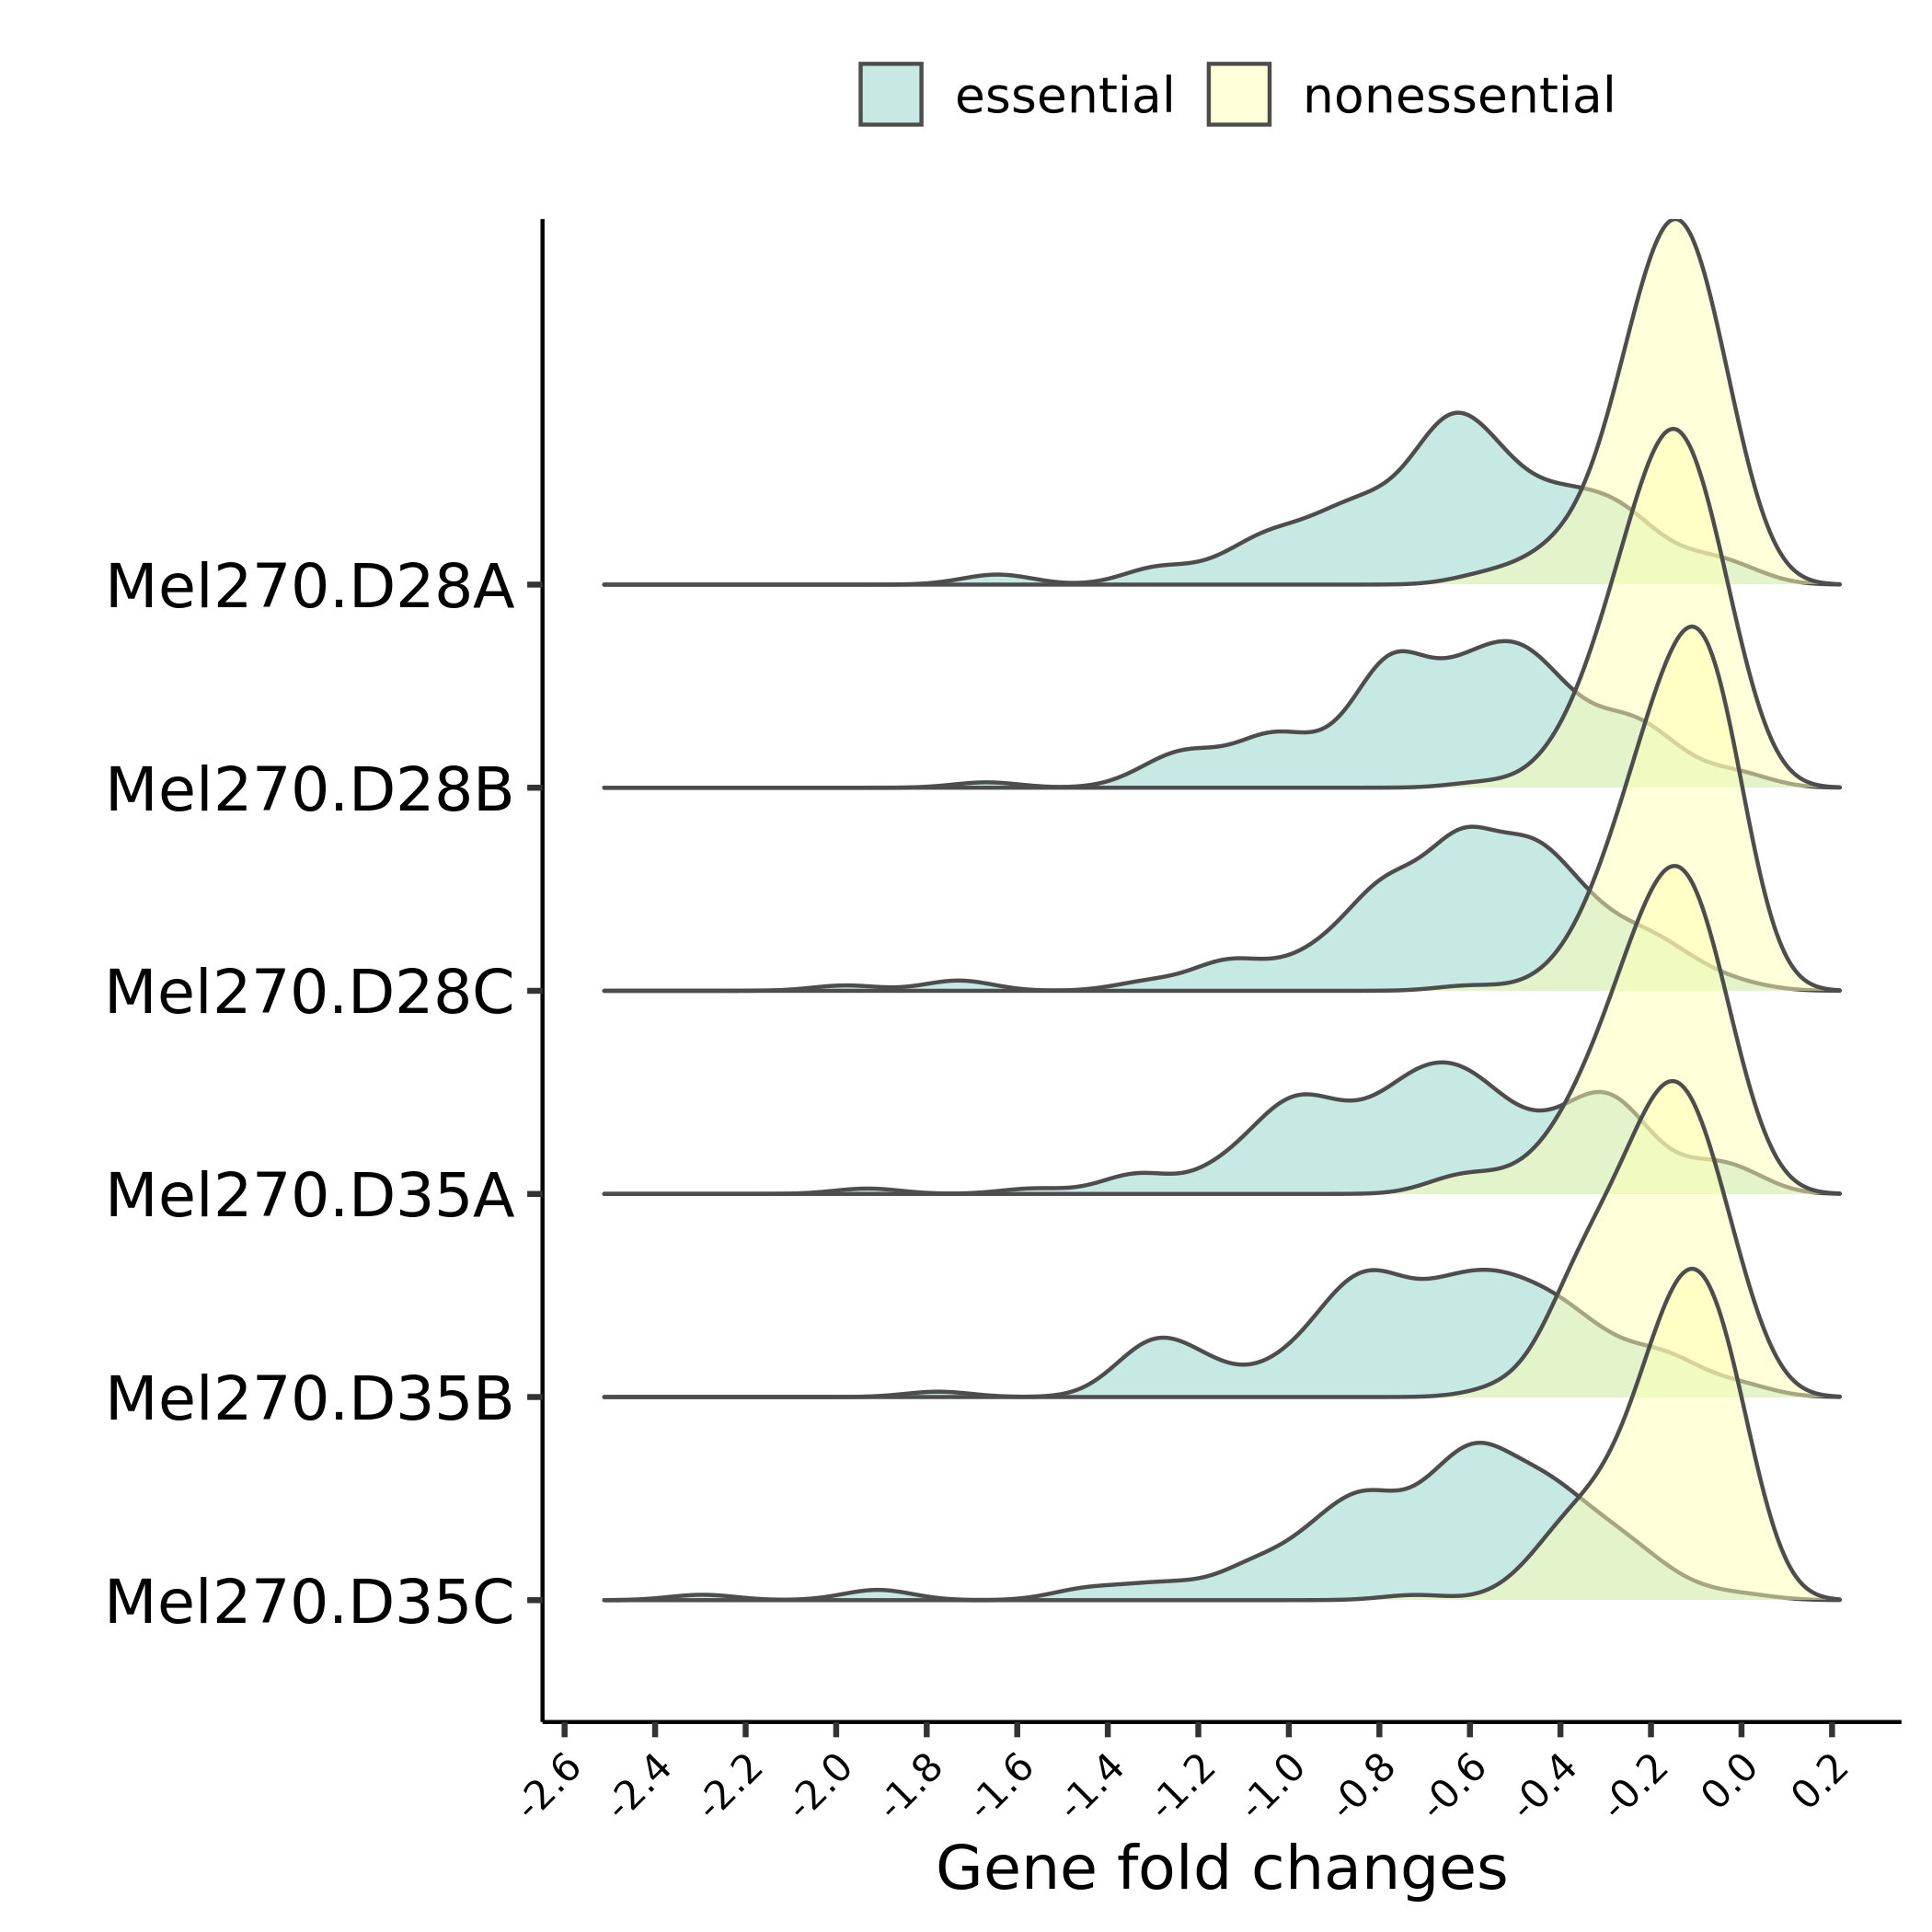 essential nonessential
Mel270.D28A
Mel270.D28B
Mel270.D28C
Mel270.D35A
Mel270.D35B
Mel270.D35C
-2.6 -2.4 -2.2 -2.0 -1.8 -1.6 -1.4 -1.2 -1.0 -0.8 -0.6 -0.4 -0.2 0.0 0.2
Gene fold changes